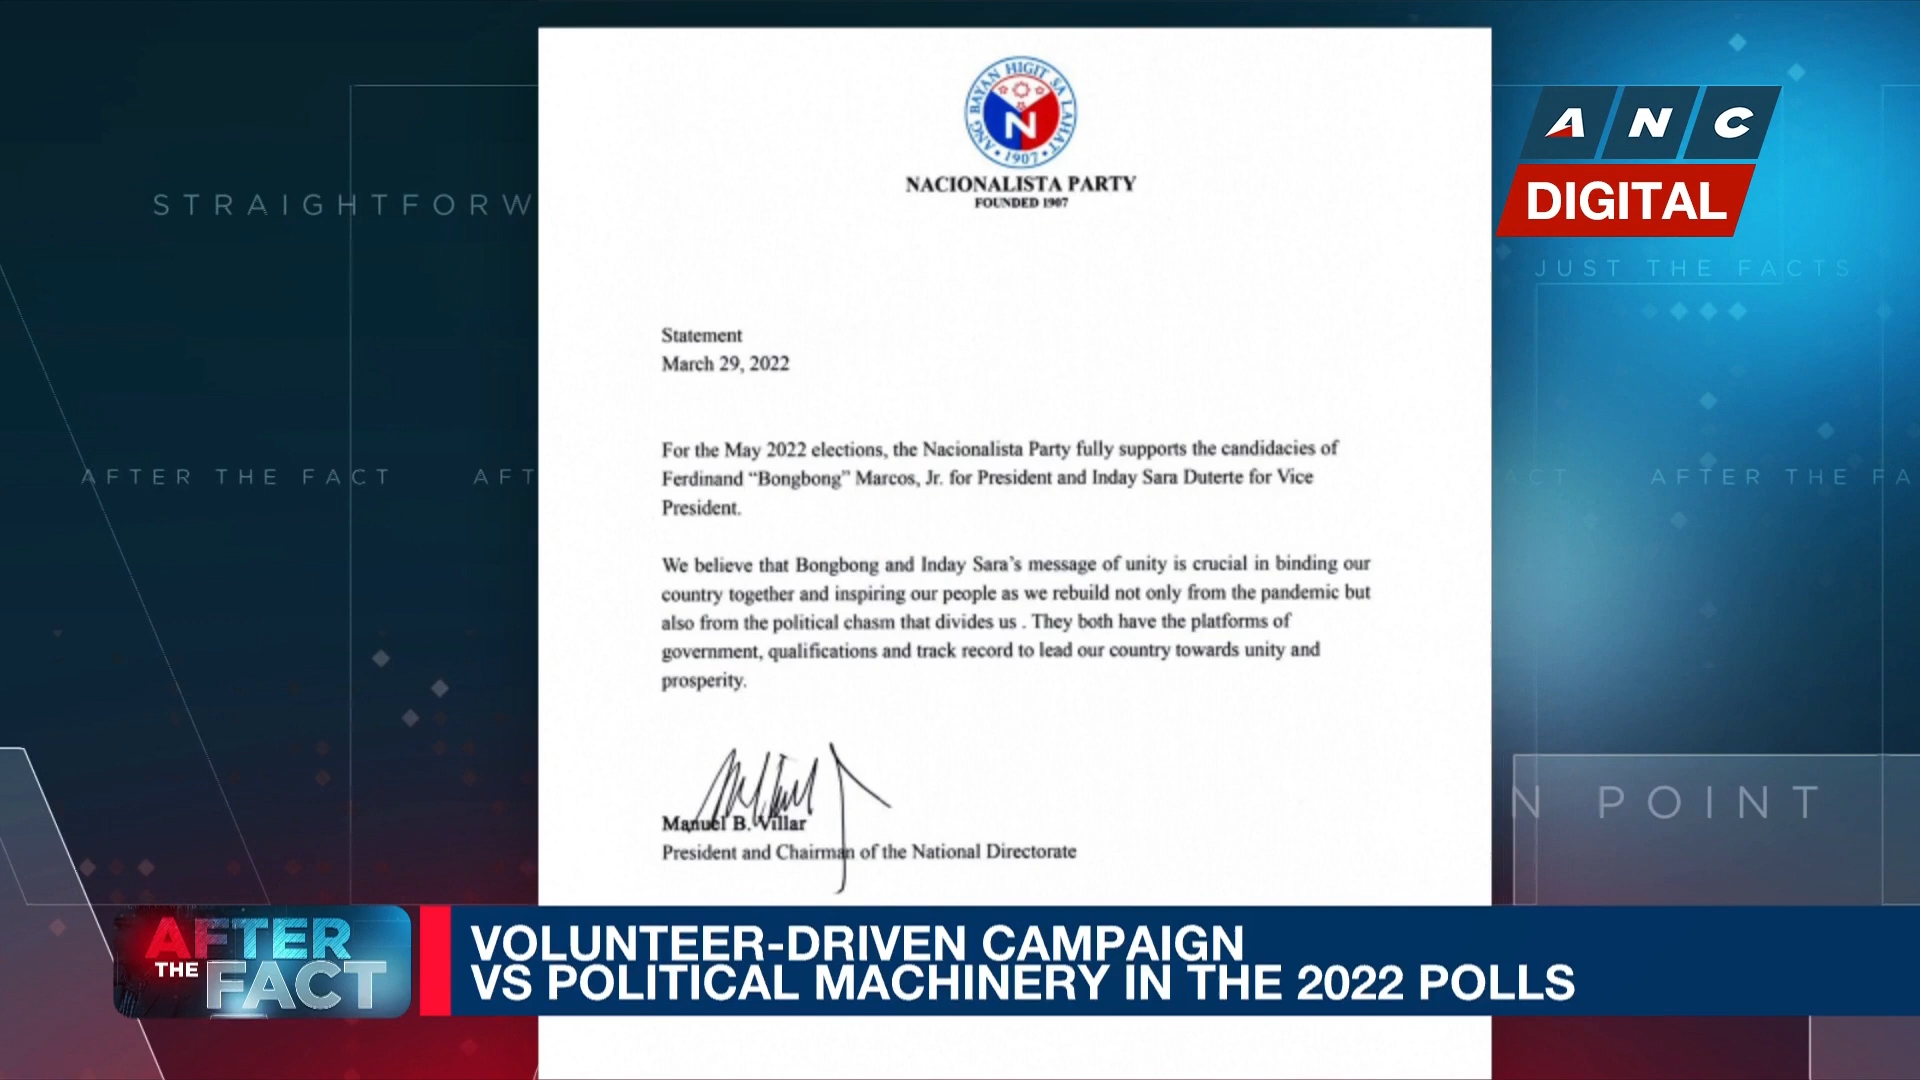 ANG BAYAN HIGIT SA LAHAT
N
• 1907 •
NACIONALISTA PARTY
FOUNDED 1907
ANC
DIGITAL
STRAIGHTFORW
JUST THE FACTS
Statement
March 29, 2022
For the May 2022 elections, the Nacionalista Party fully supports the candidacies of
Ferdinand “Bongbong” Marcos, Jr. for President and Inday Sara Duterte for Vice
President.
AFTER THE FACT AFT
ACT AFTER THE FA
We believe that Bongbong and Inday Sara’s message of unity is crucial in binding our
country together and inspiring our people as we rebuild not only from the pandemic but
also from the political chasm that divides us . They both have the platforms of
government, qualifications and track record to lead our country towards unity and
prosperity.
N POINT
Manuel B. Villar
President and Chairman of the National Directorate
AFTER
THE FACT
VOLUNTEER-DRIVEN CAMPAIGN
VS POLITICAL MACHINERY IN THE 2022 POLLS